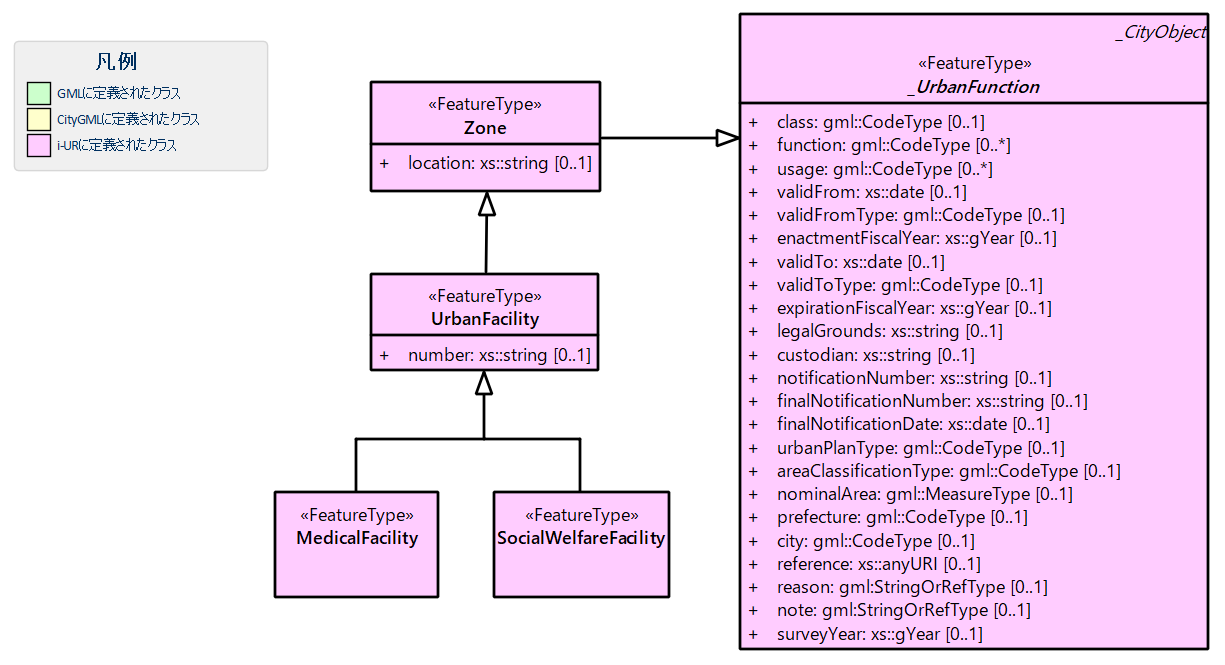 凡例
GMLに定義されたクラス
CityGMLに定義されたクラス
i-URに定義されたクラス
«FeatureType»
Zone
+ location: xs::string [0..1]
«FeatureType»
UrbanFacility
+ number: xs::string [0..1]
«FeatureType»
MedicalFacility
«FeatureType»
SocialWelfareFacility
_CityObject
«FeatureType»
_UrbanFunction
+ class: gml::CodeType [0..1]
+ function: gml::CodeType [0..*]
+ usage: gml::CodeType [0..*]
+ validFrom: xs::date [0..1]
+ validFromType: gml::CodeType [0..1]
+ enactmentFiscalYear: xs::gYear [0..1]
+ validTo: xs::date [0..1]
+ validToType: gml::CodeType [0..1]
+ expirationFiscalYear: xs::gYear [0..1]
+ legalGrounds: xs::string [0..1]
+ custodian: xs::string [0..1]
+ notificationNumber: xs::string [0..1]
+ finalNotificationNumber: xs::string [0..1]
+ finalNotificationDate: xs::date [0..1]
+ urbanPlanType: gml::CodeType [0..1]
+ areaClassificationType: gml::CodeType [0..1]
+ nominalArea: gml::MeasureType [0..1]
+ prefecture: gml::CodeType [0..1]
+ city: gml::CodeType [0..1]
+ reference: xs::anyURI [0..1]
+ reason: gml:StringOrRefType [0..1]
+ note: gml:StringOrRefType [0..1]
+ surveyYear: xs::gYear [0..1]